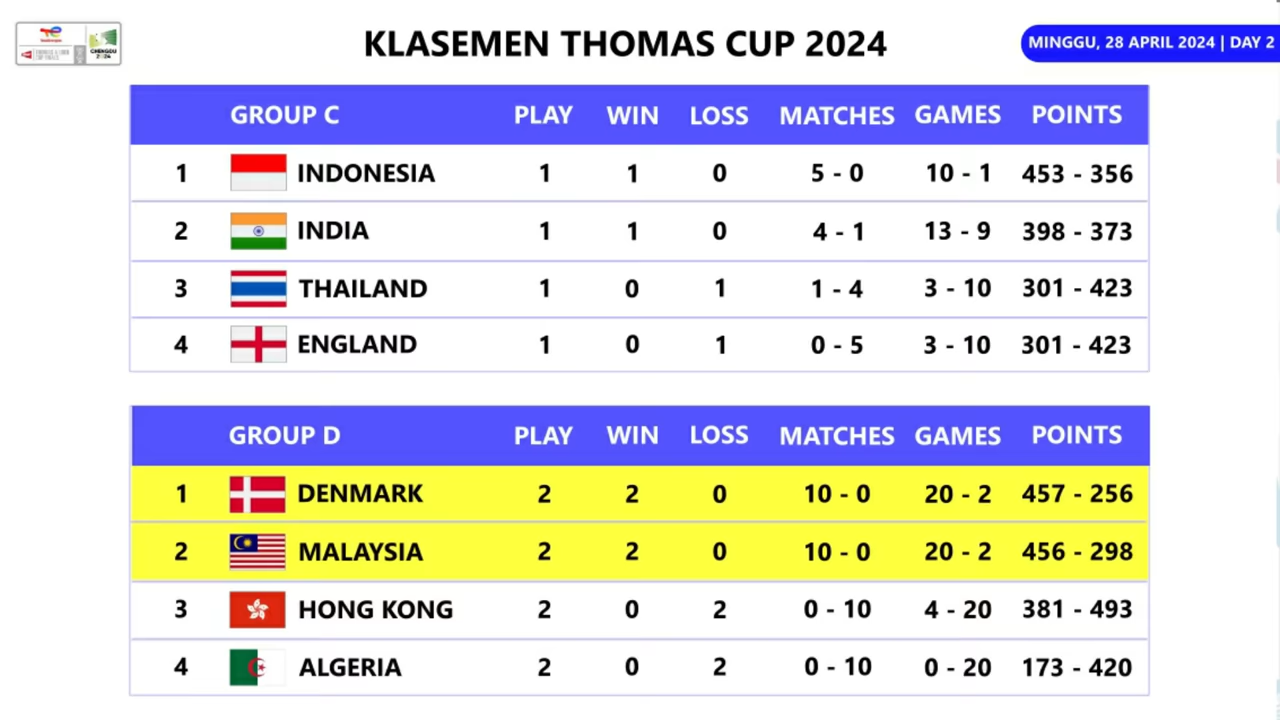 KLASEMEN THOMAS CUP 2024
MINGGU, 28 APRIL 2024 | DAY 2
CHENGDU
2024
GROUP C PLAY WIN LOSS MATCHES GAMES POINTS
1 INDONESIA 1 1 0 5 - 0 10 - 1 453 - 356
2 INDIA 1 1 0 4 - 1 13 - 9 398 - 373
3 THAILAND 1 0 1 1 - 4 3 - 10 301 - 423
4 ENGLAND 1 0 1 0 - 5 3 - 10 301 - 423
GROUP D PLAY WIN LOSS MATCHES GAMES POINTS
1 DENMARK 2 2 0 10 - 0 20 - 2 457 - 256
2 MALAYSIA 2 2 0 10 - 0 20 - 2 456 - 298
3 HONG KONG 2 0 2 0 - 10 4 - 20 381 - 493
4 ALGERIA 2 0 2 0 - 10 0 - 20 173 - 420